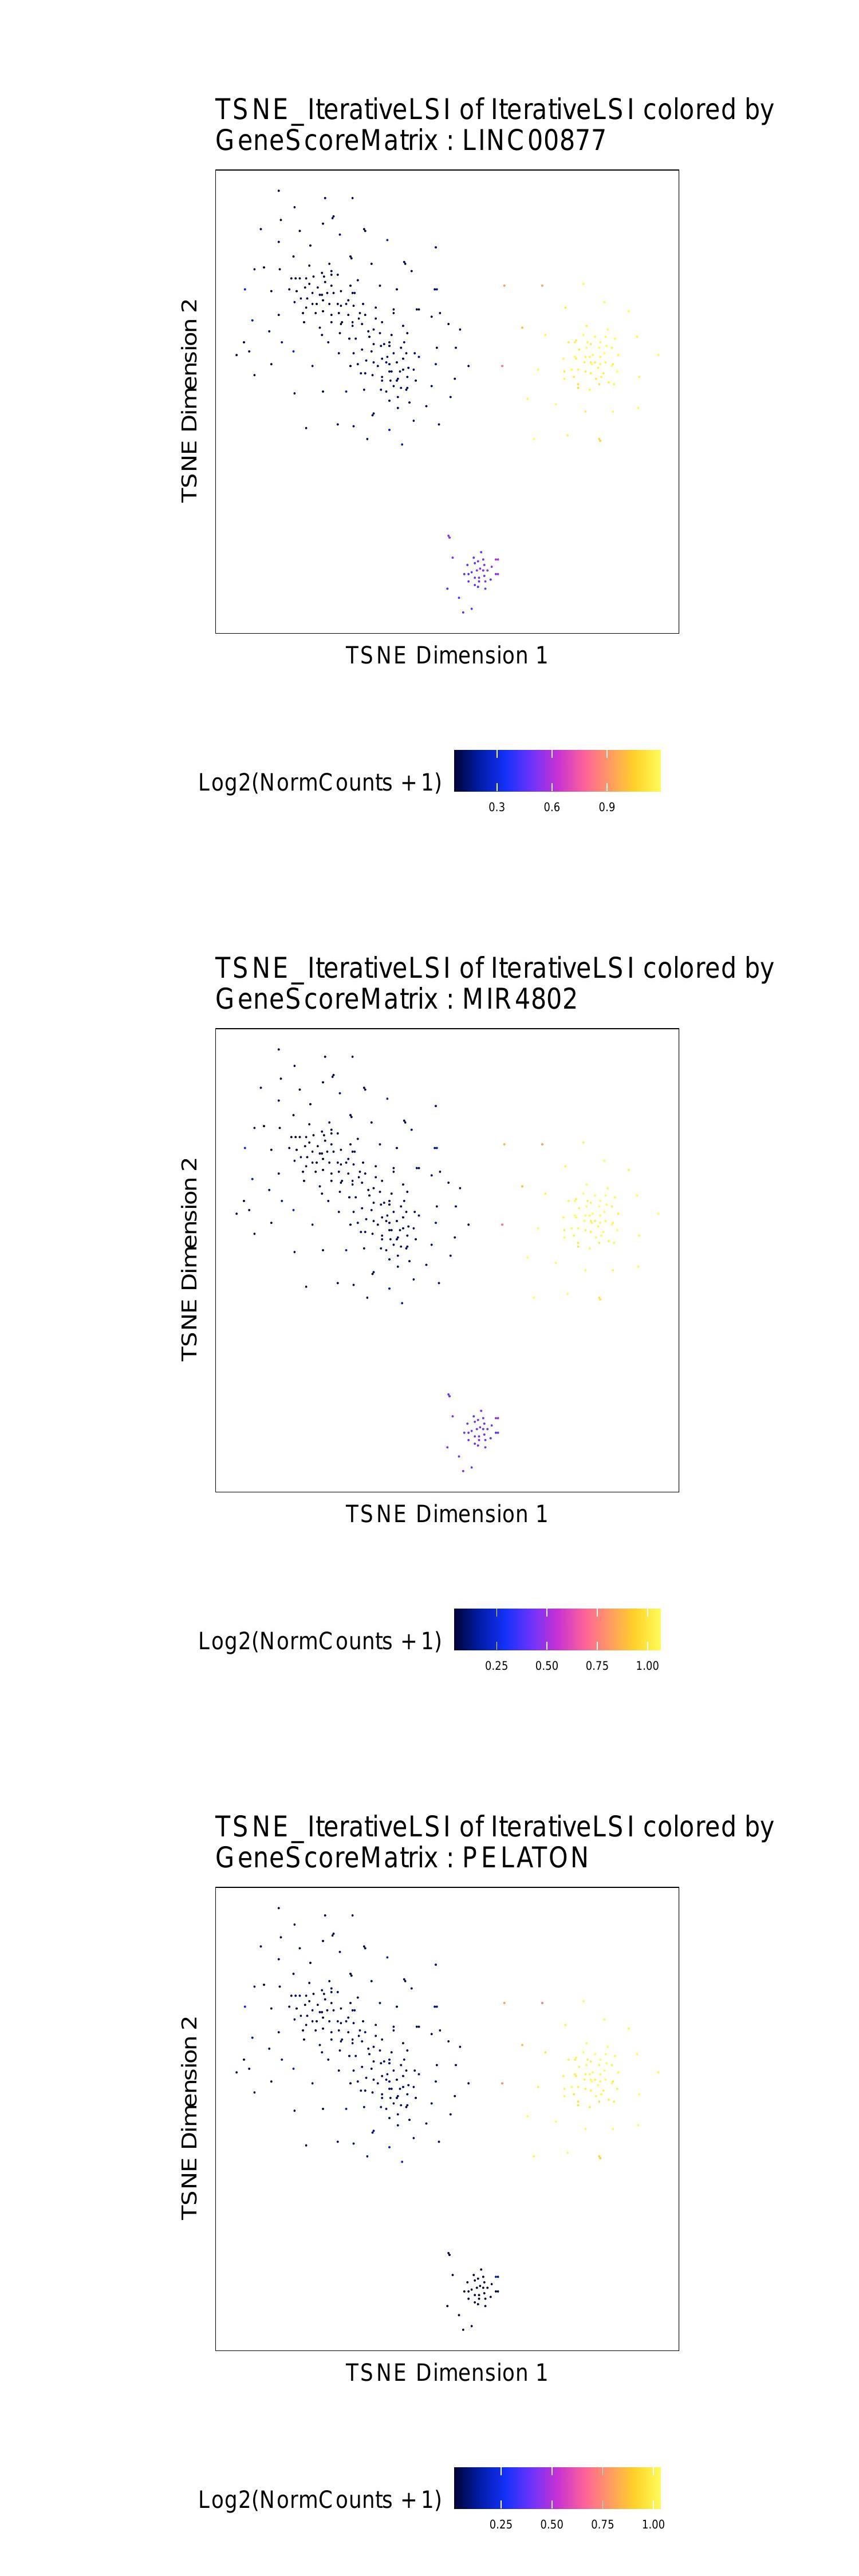 TSNE_IterativeLSI of IterativeLSI colored by
GeneScoreMatrix : LINC00877
TSNE Dimension 2
TSNE Dimension 1
Log2(NormCounts +1)
0.3 0.6 0.9
TSNE_IterativeLSI of IterativeLSI colored by
GeneScoreMatrix : MIR4802
TSNE Dimension 2
TSNE Dimension 1
Log2(NormCounts +1)
0.25 0.50 0.75 1.00
TSNE_IterativeLSI of IterativeLSI colored by
GeneScoreMatrix : PELATON
TSNE Dimension 2
TSNE Dimension 1
Log2(NormCounts +1)
0.25 0.50 0.75 1.00